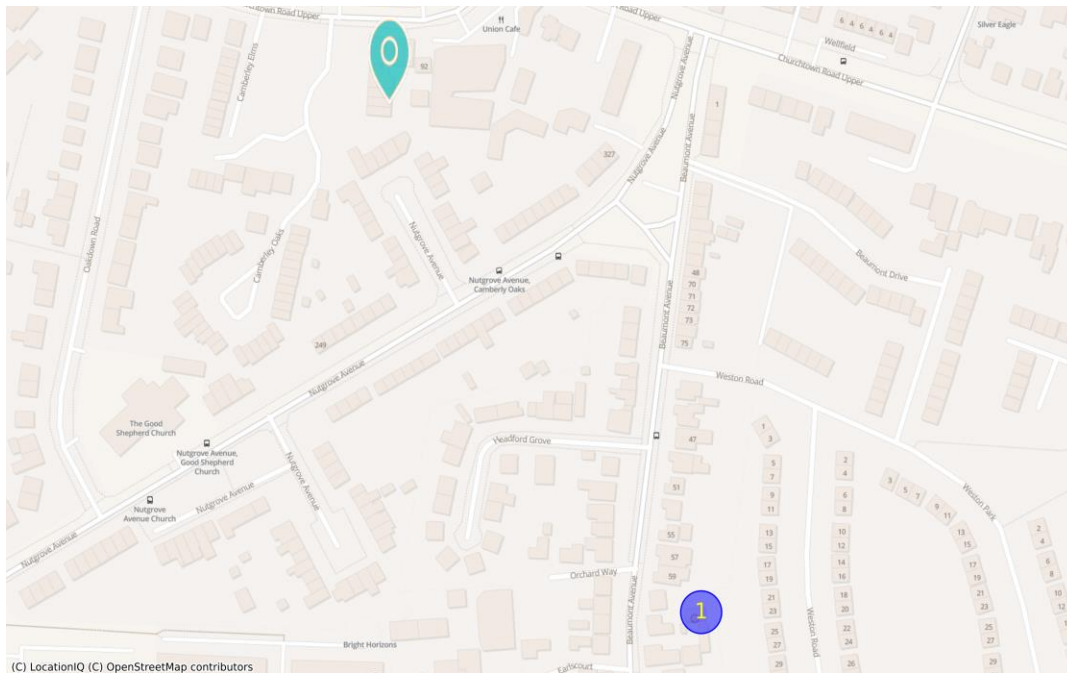 Churchtown Road Upper
Union Cafe
Road Upper
6 4 6 4 6 4
Wellfield
Silver Eagle
Churchtown Road Upper
O
92
Camberley Elms
Nutgrove Avenue
1
Nutgrove Avenue
Beaumont Avenue
327
Oakdown Road
Camberley Oaks
Nutgrove Avenue
Nutgrove Avenue,
Camberly Oaks
Beaumont Drive
48
70
71
72
73
75
249
Beaumont Avenue
Nutgrove Avenue
Weston Road
The Good
Shepherd Church
Nutgrove Avenue,
Good Shepherd
Church
Headford Grove
47
1
3
Nutgrove Avenue
Nutgrove Avenue
Nutgrove
Avenue Church
Nutgrove Avenue
51
55
57
59
5
7
9
11
13
15
17
19
21
23
25
27
29
2
4
6
8
10
12
14
16
18
20
22
24
26
3
5
7
9
11
13
15
17
19
21
23
25
27
29
Weston Park
2
4
6
8
10
12
Orchard Way
Beaumont Avenue
Weston Road
1
Bright Horizons
Earlscourt
(C) LocationIQ (C) OpenStreetMap contributors